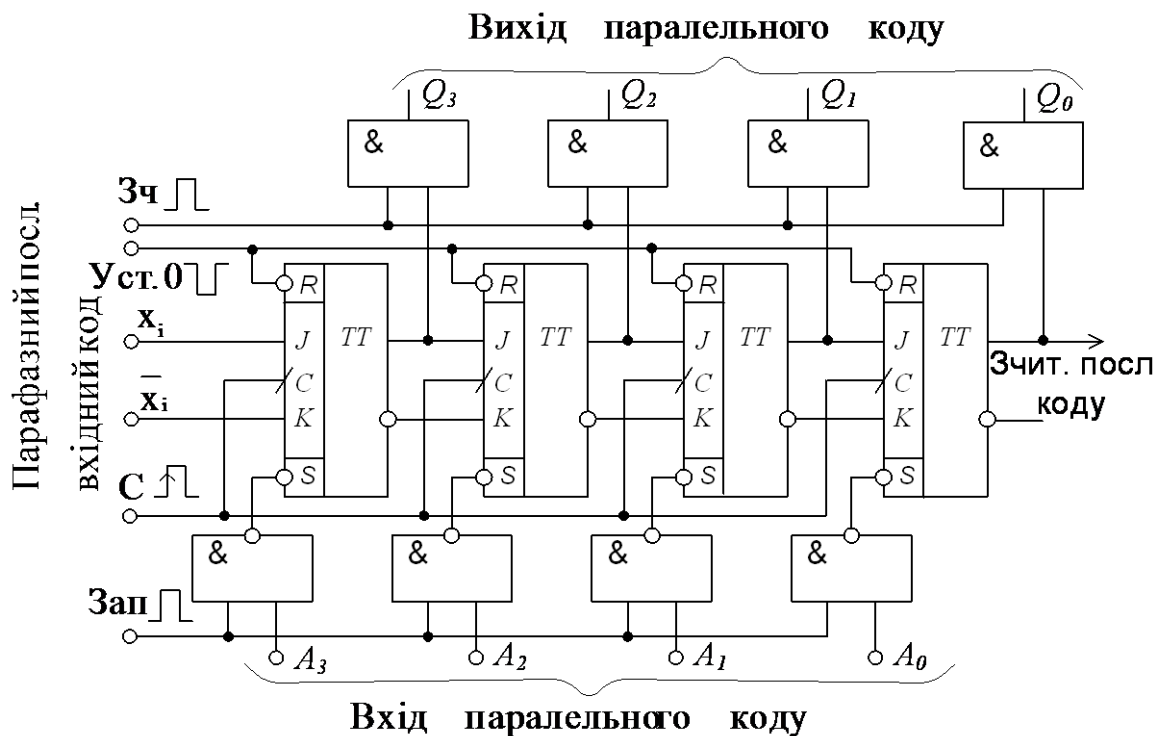 Вихід паралельного коду
Q3 Q2 Q1 Q0
& & & &
Зч
Уст.0
Парафазний посл.
вхідний код
R TT R TT R TT R TT
xi
J J J J
C C C C
x̅i
K K K K
Зчит. посл
коду
S S S S
С
& & & &
Зап
A3 A2 A1 A0
Вхід паралельного коду